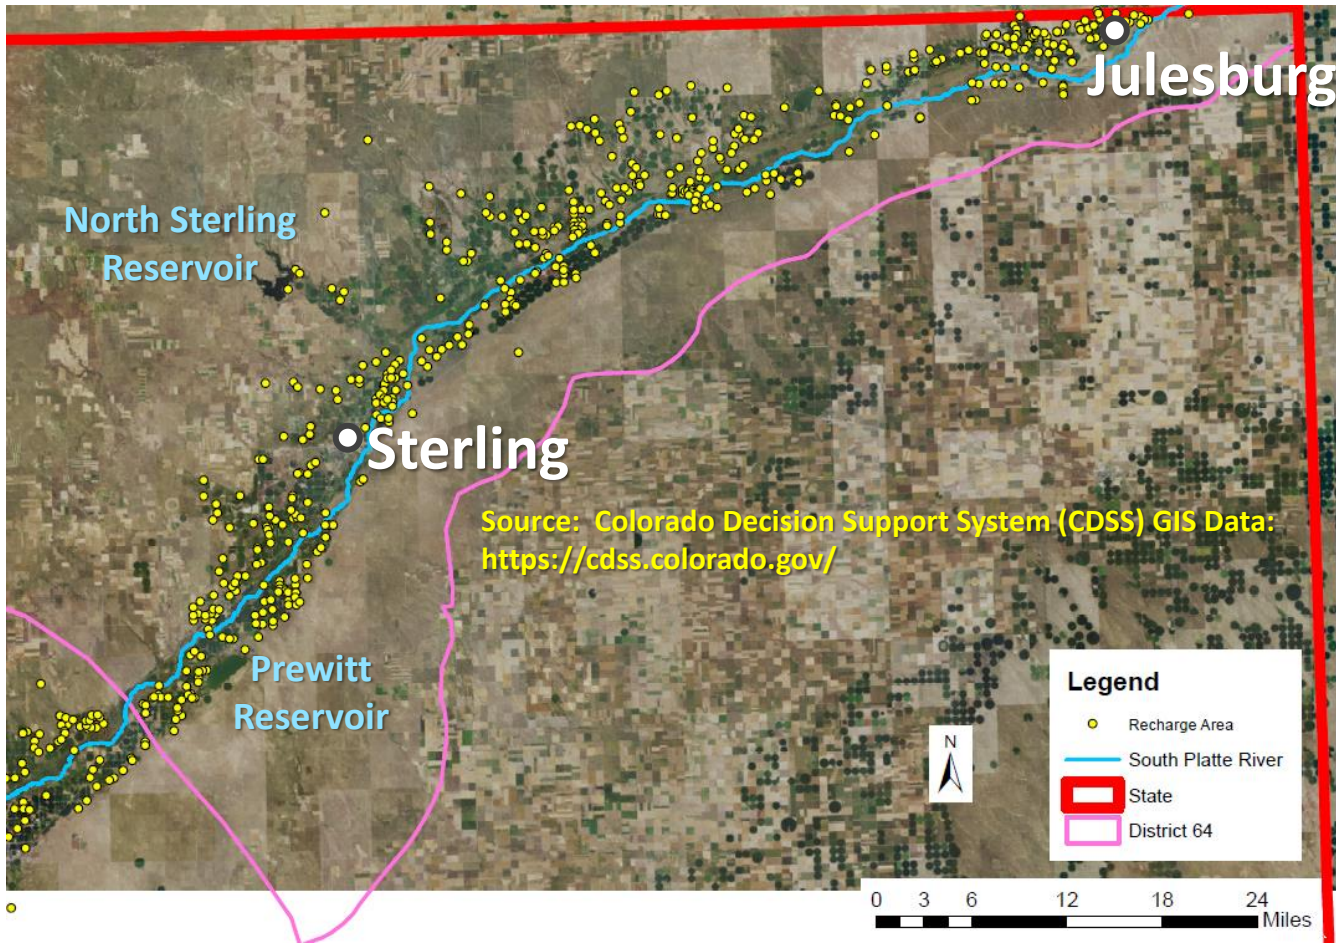 Julesburg
North Sterling
Reservoir
Sterling
Source:  Colorado Decision Support System (CDSS) GIS Data:
https://cdss.colorado.gov/
Prewitt
Reservoir
Legend
Recharge Area
South Platte River
State
District 64
N
0 3 6 12 18 24
Miles